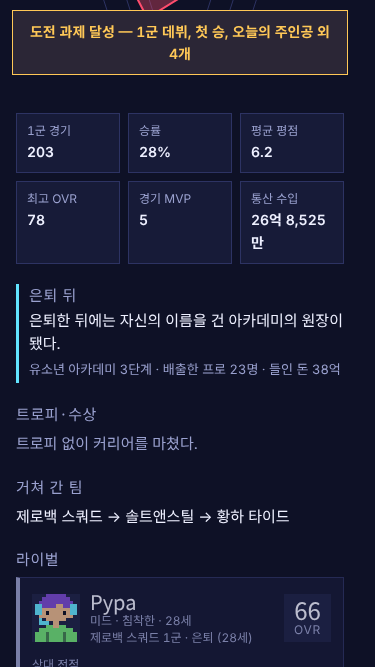 도전 과제 달성 — 1군 데뷔, 첫 승, 오늘의 주인공 외
4개
1군 경기
203
승률
28%
평균 평점
6.2
최고 OVR
78
경기 MVP
5
통산 수입
26억 8,525
만
은퇴 뒤
은퇴한 뒤에는 자신의 이름을 건 아카데미의 원장이
됐다.
유소년 아카데미 3단계 · 배출한 프로 23명 · 들인 돈 38억
트로피·수상
트로피 없이 커리어를 마쳤다.
거쳐 간 팀
제로백 스쿼드 → 솔트앤스틸 → 황하 타이드
라이벌
Pypa
미드 · 침착한 · 28세
제로백 스쿼드 1군 · 은퇴 (28세)
66
OVR
상대 전적